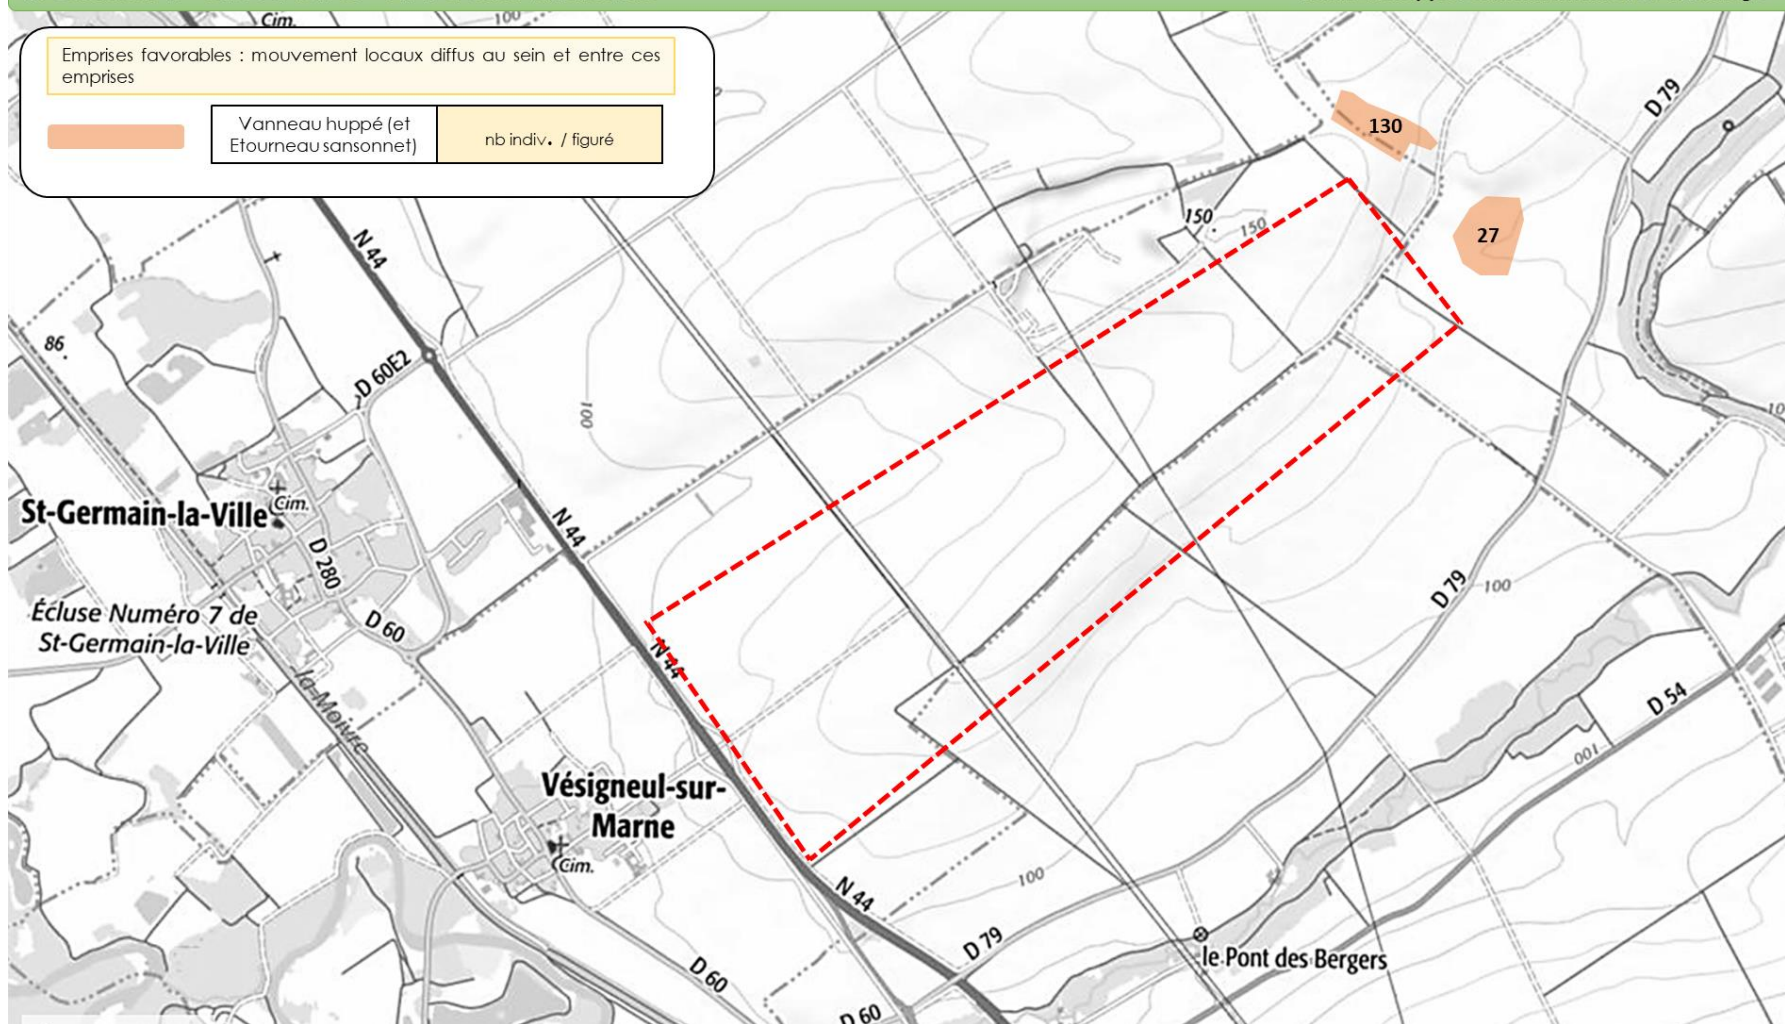 Cim.
100
Emprises favorables : mouvement locaux diffus au sein et entre ces
emprises
Vanneau huppé (et
Etourneau sansonnet)
nb indiv. / figuré
130
D 79
27
150
150
N 44
86
D 60E2
100
St-Germain-la-Ville
Cim.
N 44
D 280
D 60
Écluse Numéro 7 de
St-Germain-la-Ville
la Moivre
N 44
D 79
100
D 54
100
Vésigneul-sur-
Marne
Cim.
N 44
100
D 79
le Pont des Bergers
D 60
D 60